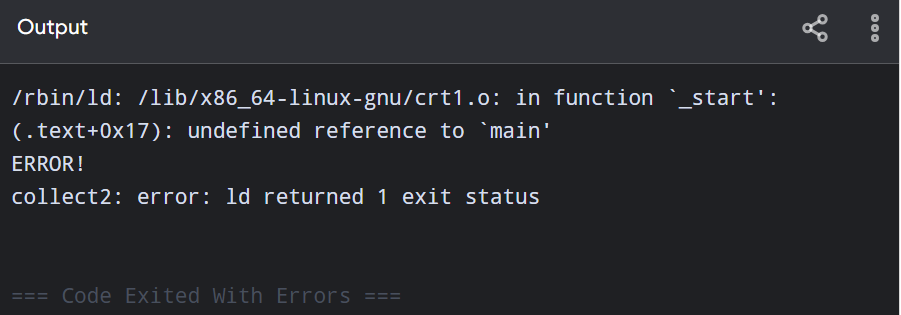 Output
/rbin/ld: /lib/x86_64-linux-gnu/crt1.o: in function `_start':
(.text+0x17): undefined reference to `main'
ERROR!
collect2: error: ld returned 1 exit status
=== Code Exited With Errors ===